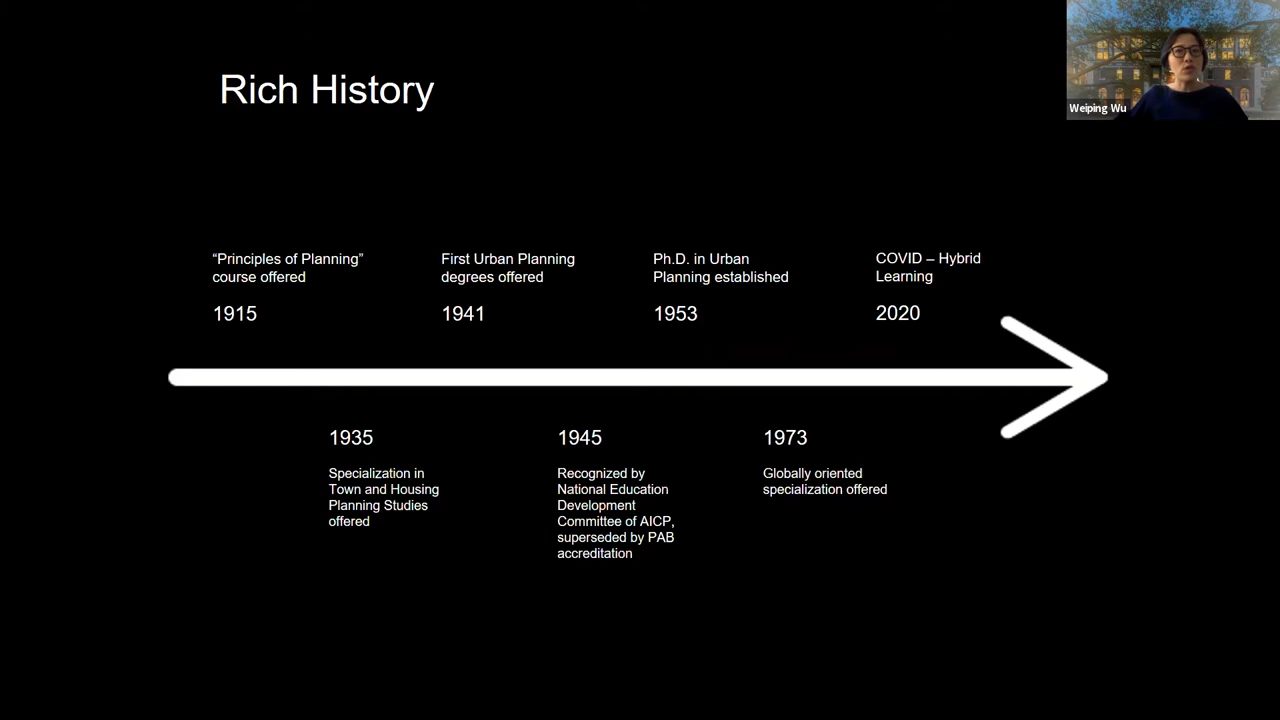 Rich History
Weiping Wu
“Principles of Planning”
course offered
1915
First Urban Planning
degrees offered
1941
Ph.D. in Urban
Planning established
1953
COVID – Hybrid
Learning
2020
1935
Specialization in
Town and Housing
Planning Studies
offered
1945
Recognized by
National Education
Development
Committee of AICP,
superseded by PAB
accreditation
1973
Globally oriented
specialization offered